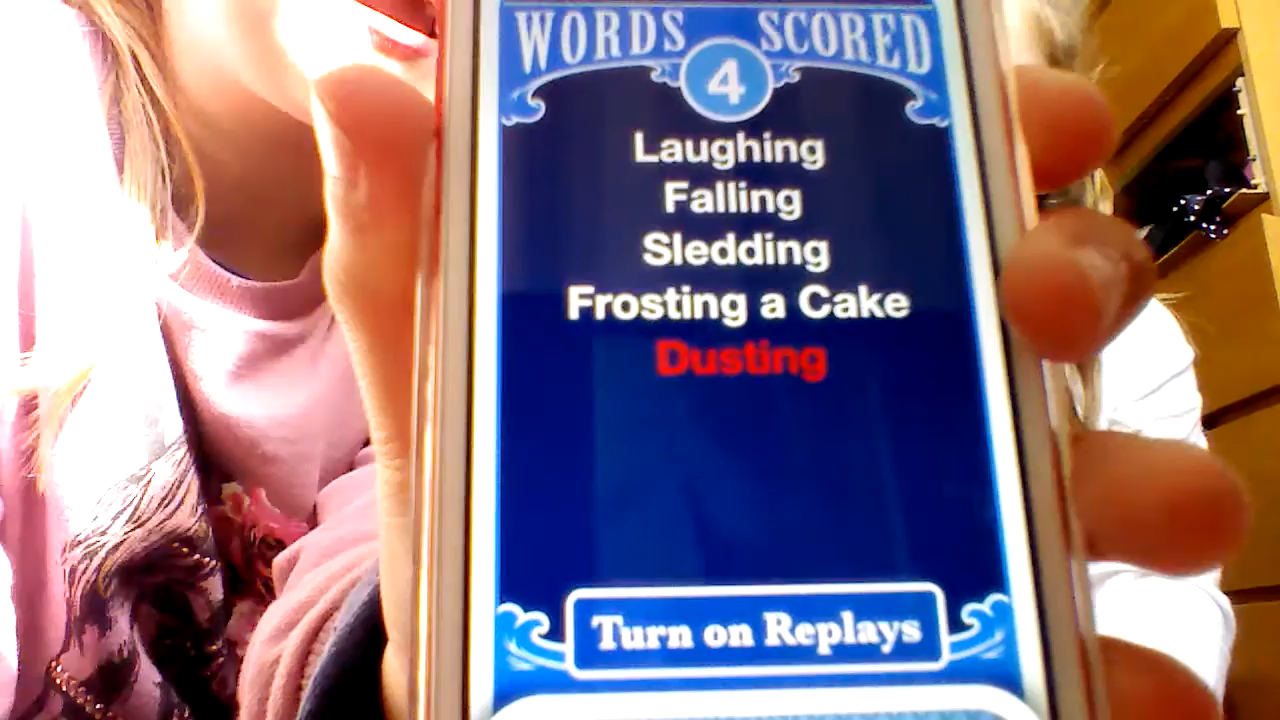 WORDS SCORED
4
Laughing
Falling
Sledding
Frosting a Cake
Dusting
Turn on Replays